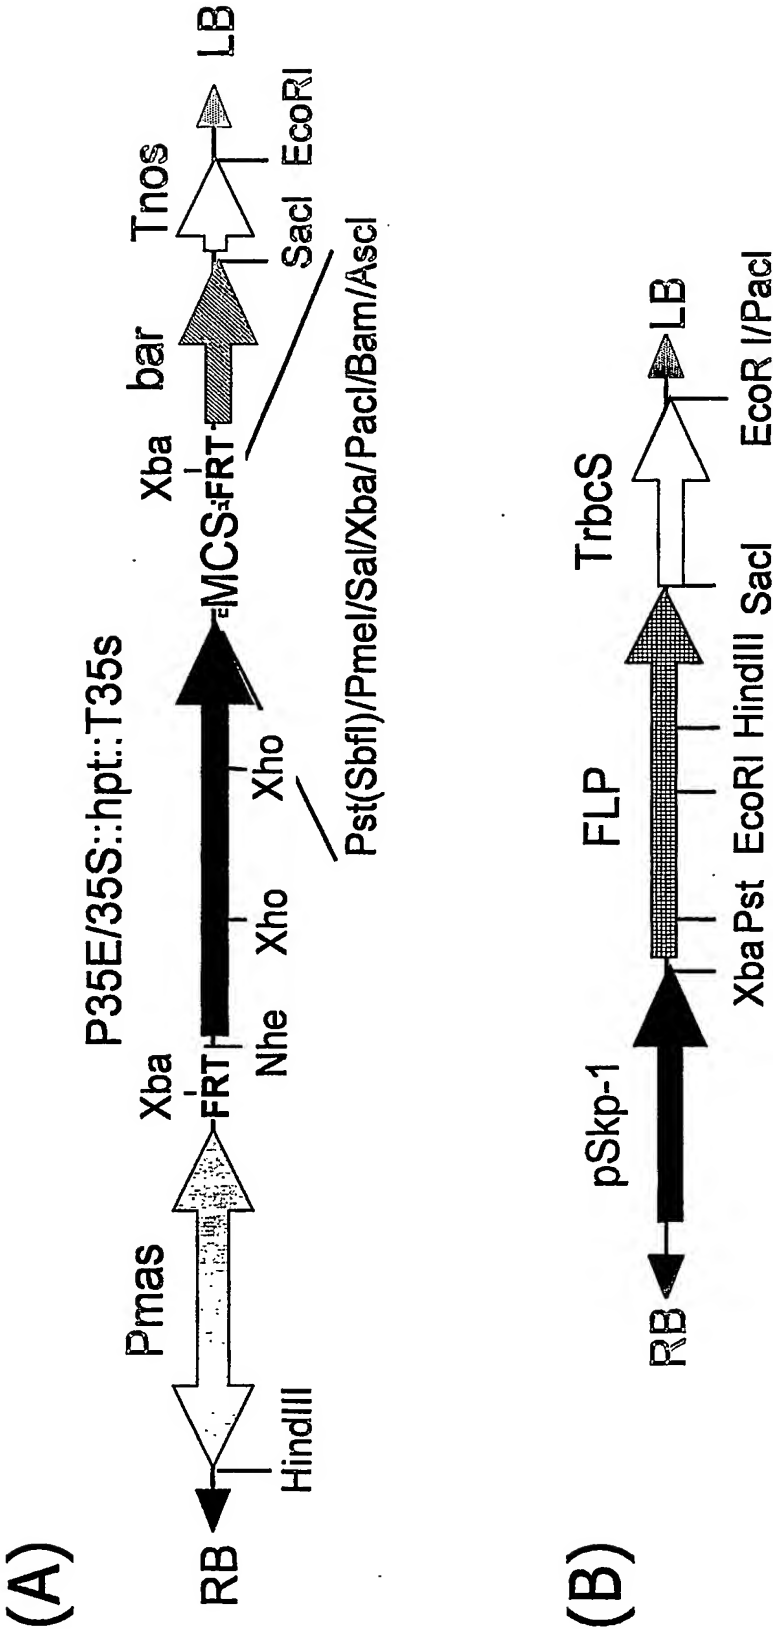 (A)
P35E/35S::hpt::T35s
Pmas Xba Xba bar Tnos
RB FRT MCS FRT LB
HindIII Nhe Xho Xho SacI EcoRI
Pst(SbfI)/PmeI/Sal/Xba/PacI/Bam/AscI
(B)
pSkp-1 FLP TrbcS
RB LB
Xba Pst EcoRI HindIII SacI EcoR I/PacI